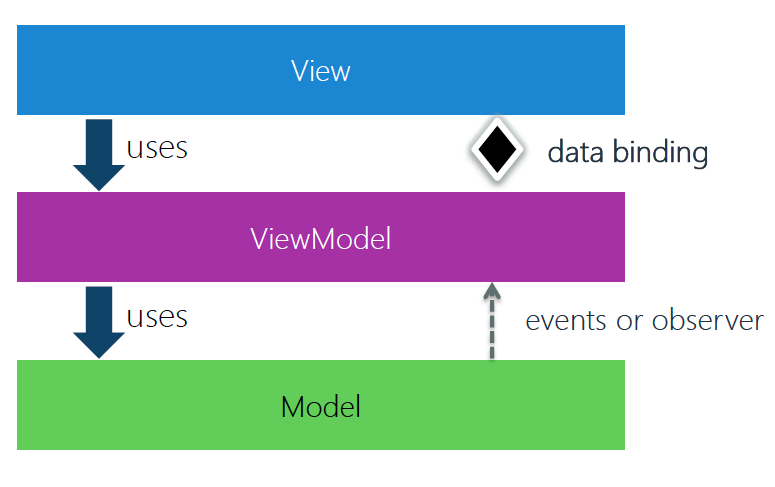 View
uses
data binding
ViewModel
uses
events or observer
Model